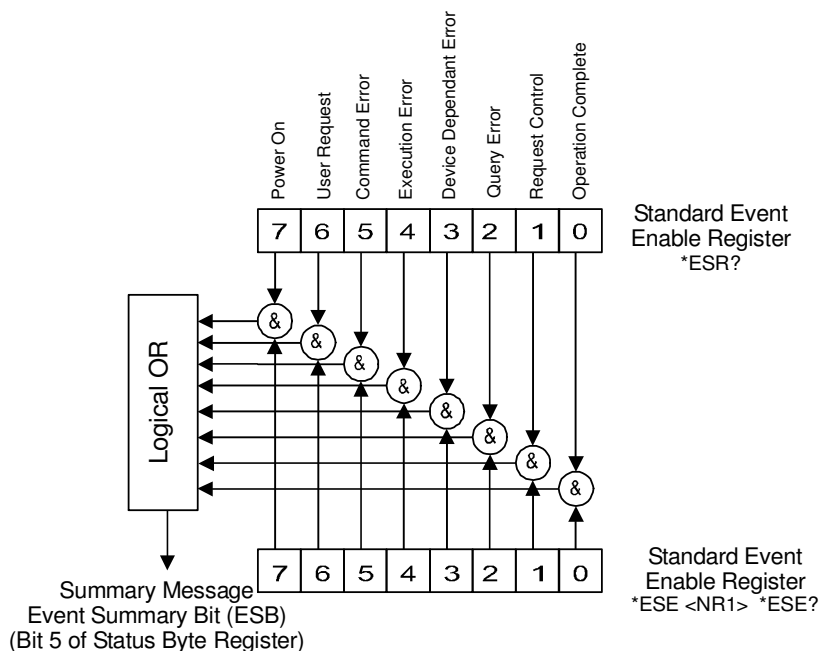 Power On
User Request
Command Error
Execution Error
Device Dependant Error
Query Error
Request Control
Operation Complete
7 6 5 4 3 2 1 0
Standard Event
Enable Register
*ESR?
Logical OR
&
&
&
&
&
&
&
&
7 6 5 4 3 2 1 0
Standard Event
Enable Register
*ESE <NR1> *ESE?
Summary Message
Event Summary Bit (ESB)
(Bit 5 of Status Byte Register)